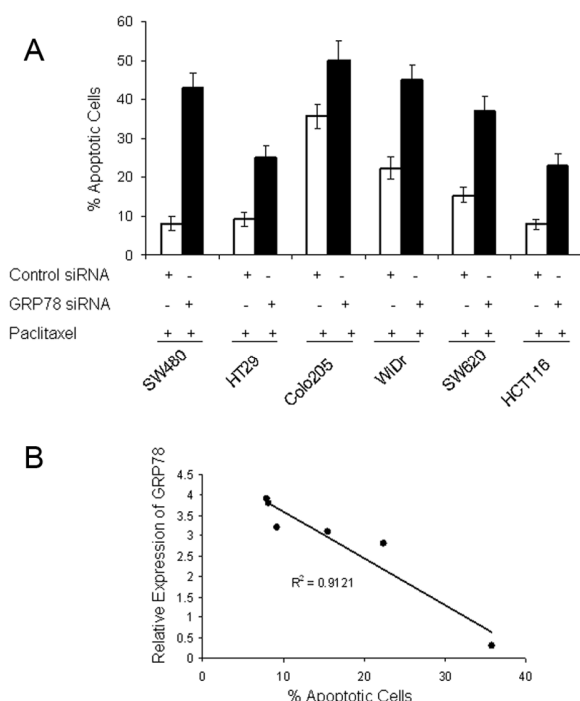 A
% Apoptotic Cells
60
50
40
30
20
10
0
Control siRNA + - + - + - + - + - + -
GRP78 siRNA - + - + - + - + - + - +
Paclitaxel + + + + + + + + + + + +
SW480 HT29 Colo205 WIDr SW620 HCT116
B
Relative Expression of GRP78
4.5
4
3.5
3
2.5
2
1.5
1
0.5
0
R² = 0.9121
0 10 20 30 40
% Apoptotic Cells